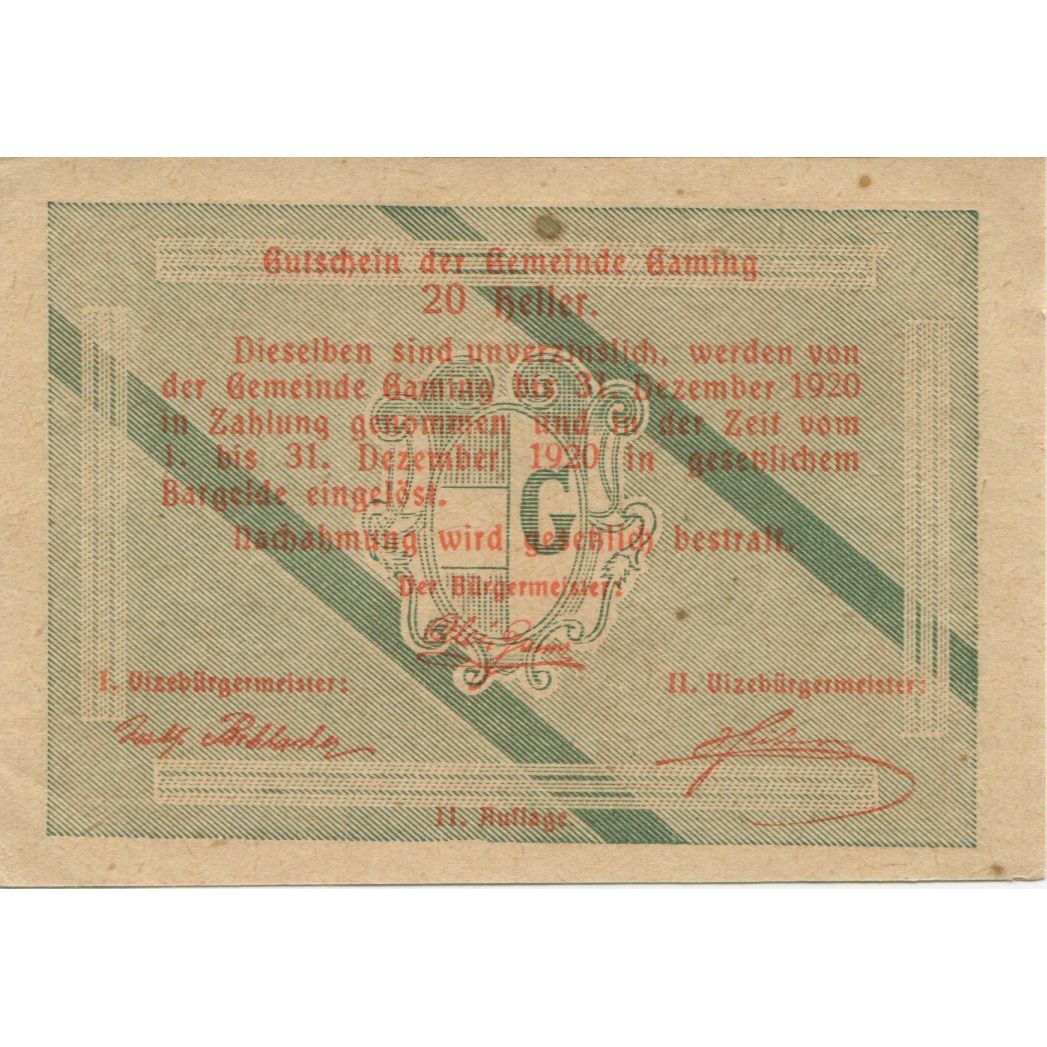 Gutschein der Gemeinde Gaming
20 Heller.
Dieselben sind unverzinslich, werden von
der Gemeinde Gaming bis 31. Dezember 1920
in Zahlung genommen und in der Zeit vom
1. bis 31. Dezember 1920 in gesetzlichem
Bargelde eingelöst.
G
Nachahmung wird gesetzlich bestraft.
Der Bürgermeister:
I. Vizebürgermeister:
II. Vizebürgermeister:
II. Auflage